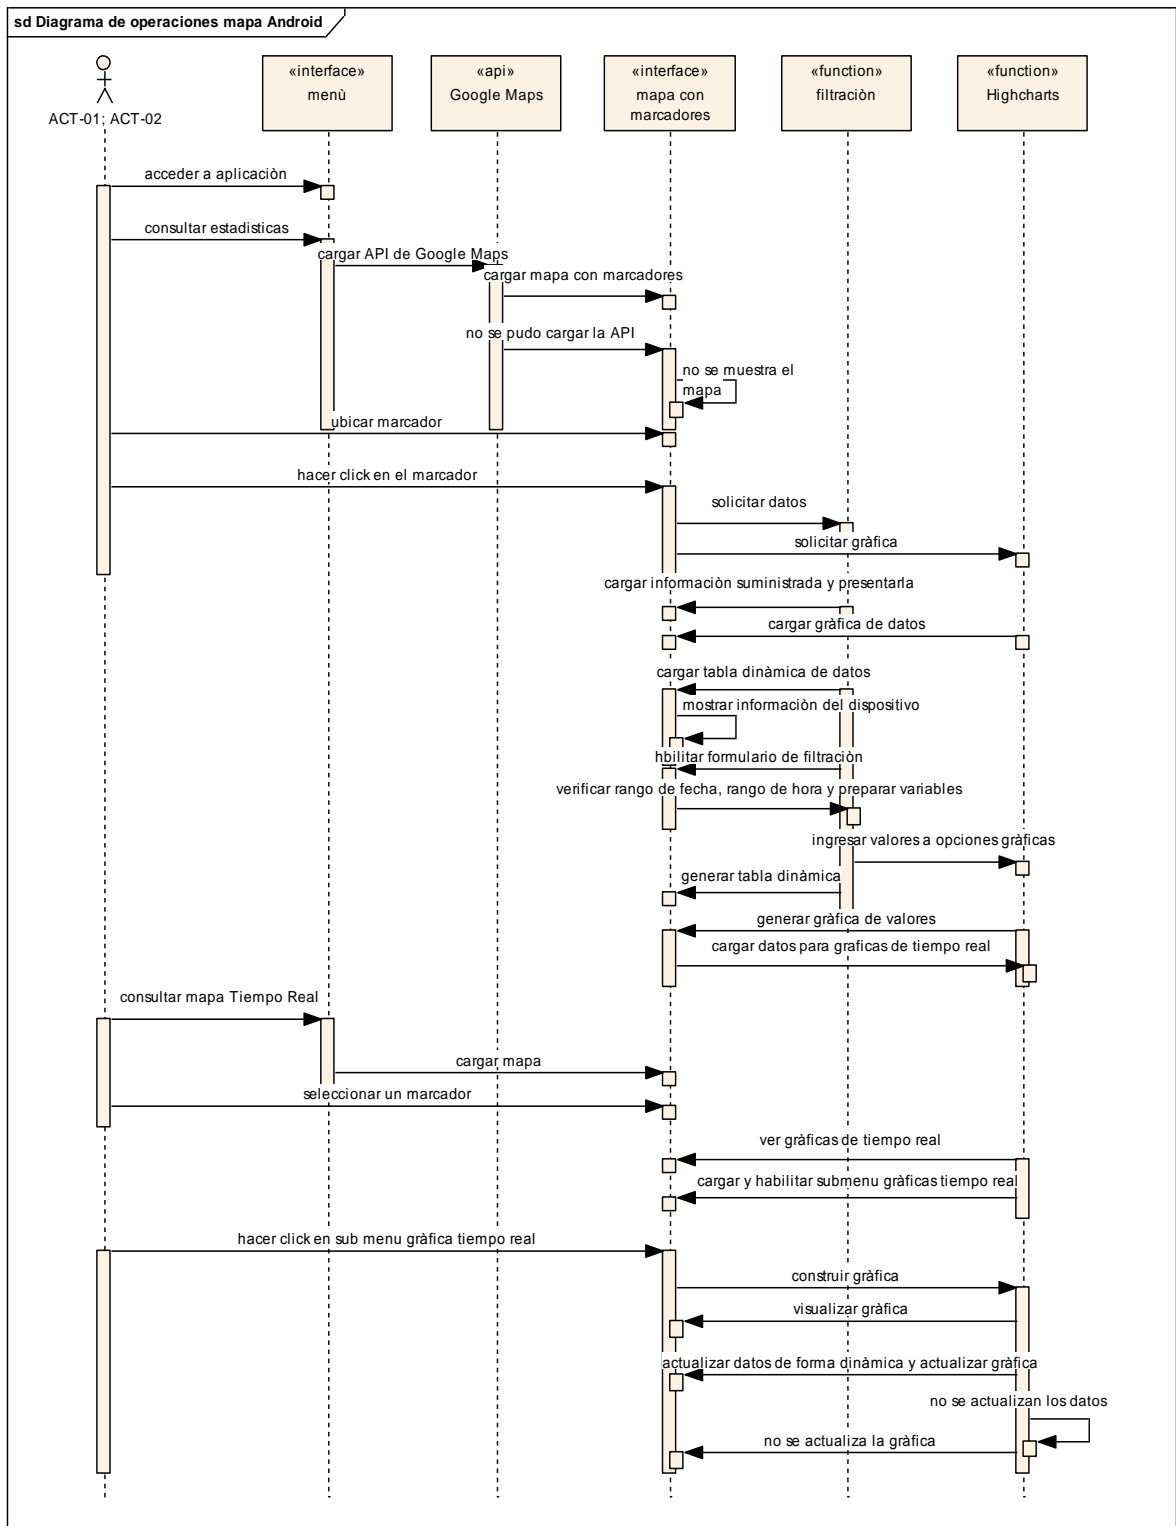 sd Diagrama de operaciones mapa Android
ACT-01; ACT-02
«interface»
menù
«api»
Google Maps
«interface»
mapa con
marcadores
«function»
filtraciòn
«function»
Highcharts
acceder a aplicaciòn
consultar estadisticas
cargar API de Google Maps
cargar mapa con marcadores
no se pudo cargar la API
no se muestra el
mapa
ubicar marcador
hacer click en el marcador
solicitar datos
solicitar gràfica
cargar informaciòn suministrada y presentarla
cargar gràfica de datos
cargar tabla dinàmica de datos
mostrar informaciòn del dispositivo
hbilitar formulario de filtraciòn
verificar rango de fecha, rango de hora y preparar variables
ingresar valores a opciones gràficas
generar tabla dinàmica
generar gràfica de valores
cargar datos para graficas de tiempo real
consultar mapa Tiempo Real
cargar mapa
seleccionar un marcador
ver gràficas de tiempo real
cargar y habilitar submenu gràficas tiempo real
hacer click en sub menu gràfica tiempo real
construir gràfica
visualizar gràfica
actualizar datos de forma dinàmica y actualizar gràfica
no se actualizan los datos
no se actualiza la gràfica